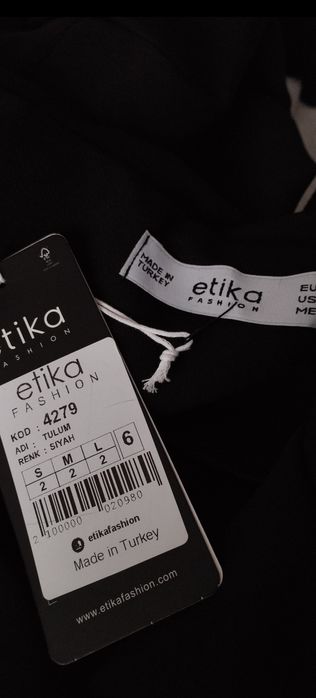 MADE IN
TURKEY
etika
FASHION
EU
US
ME
etika
FASHION
etika
FASHION
KOD : 4279
ADI : TULUM
RENK : SIYAH
S M L 6
2 2 2
2 100000 020980
etikafashion
Made in Turkey
www.etikafashion.com